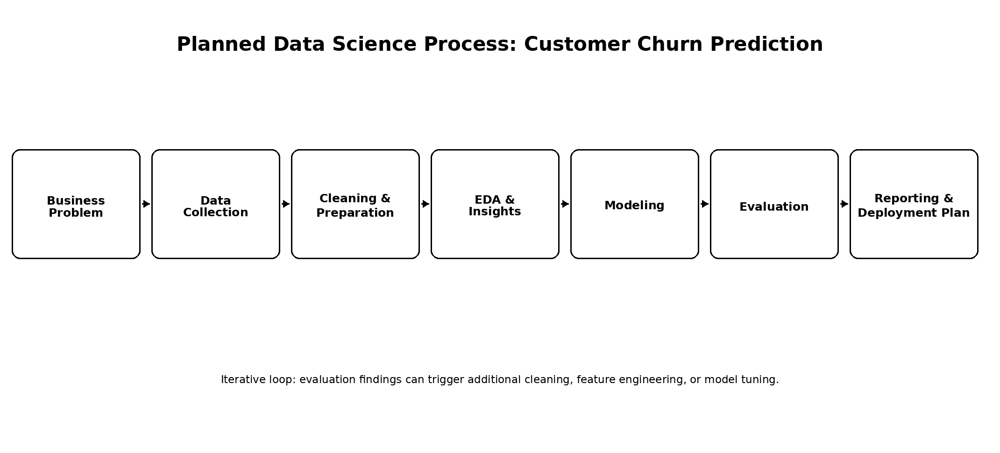 Planned Data Science Process: Customer Churn Prediction
Business
Problem
Data
Collection
Cleaning &
Preparation
EDA &
Insights
Modeling
Evaluation
Reporting &
Deployment Plan
Iterative loop: evaluation findings can trigger additional cleaning, feature engineering, or model tuning.